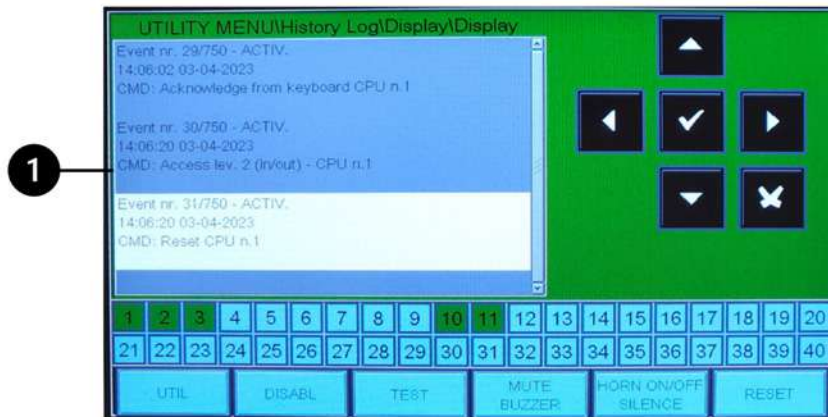 UTILITY MENU\History Log\Display\Display
Event nr. 29/750 - ACTIV.
14:06:02 03-04-2023
CMD: Acknowledge from keyboard CPU n.1
Event nr. 30/750 - ACTIV.
14:06:20 03-04-2023
CMD: Access lev. 2 (in/out) - CPU n.1
1
Event nr. 31/750 - ACTIV.
14:06:20 03-04-2023
CMD: Reset CPU n.1
1 2 3 4 5 6 7 8 9 10 11 12 13 14 15 16 17 18 19 20
21 22 23 24 25 26 27 28 29 30 31 32 33 34 35 36 37 38 39 40
UTIL DISABL TEST MUTE BUZZER HORN ON/OFF SILENCE RESET